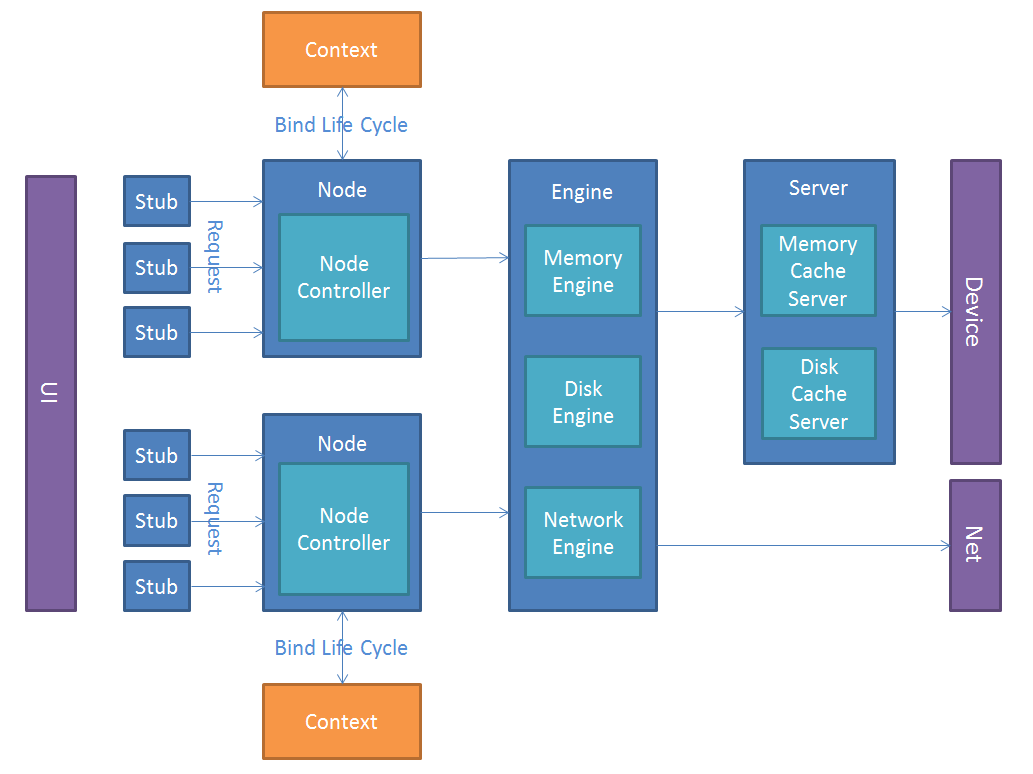 Context
Bind Life Cycle
UI
Stub
Stub
Stub
Request
Node
Node
Controller
Stub
Stub
Stub
Request
Node
Node
Controller
Bind Life Cycle
Context
Engine
Memory
Engine
Disk
Engine
Network
Engine
Server
Memory
Cache
Server
Disk
Cache
Server
Device
Net